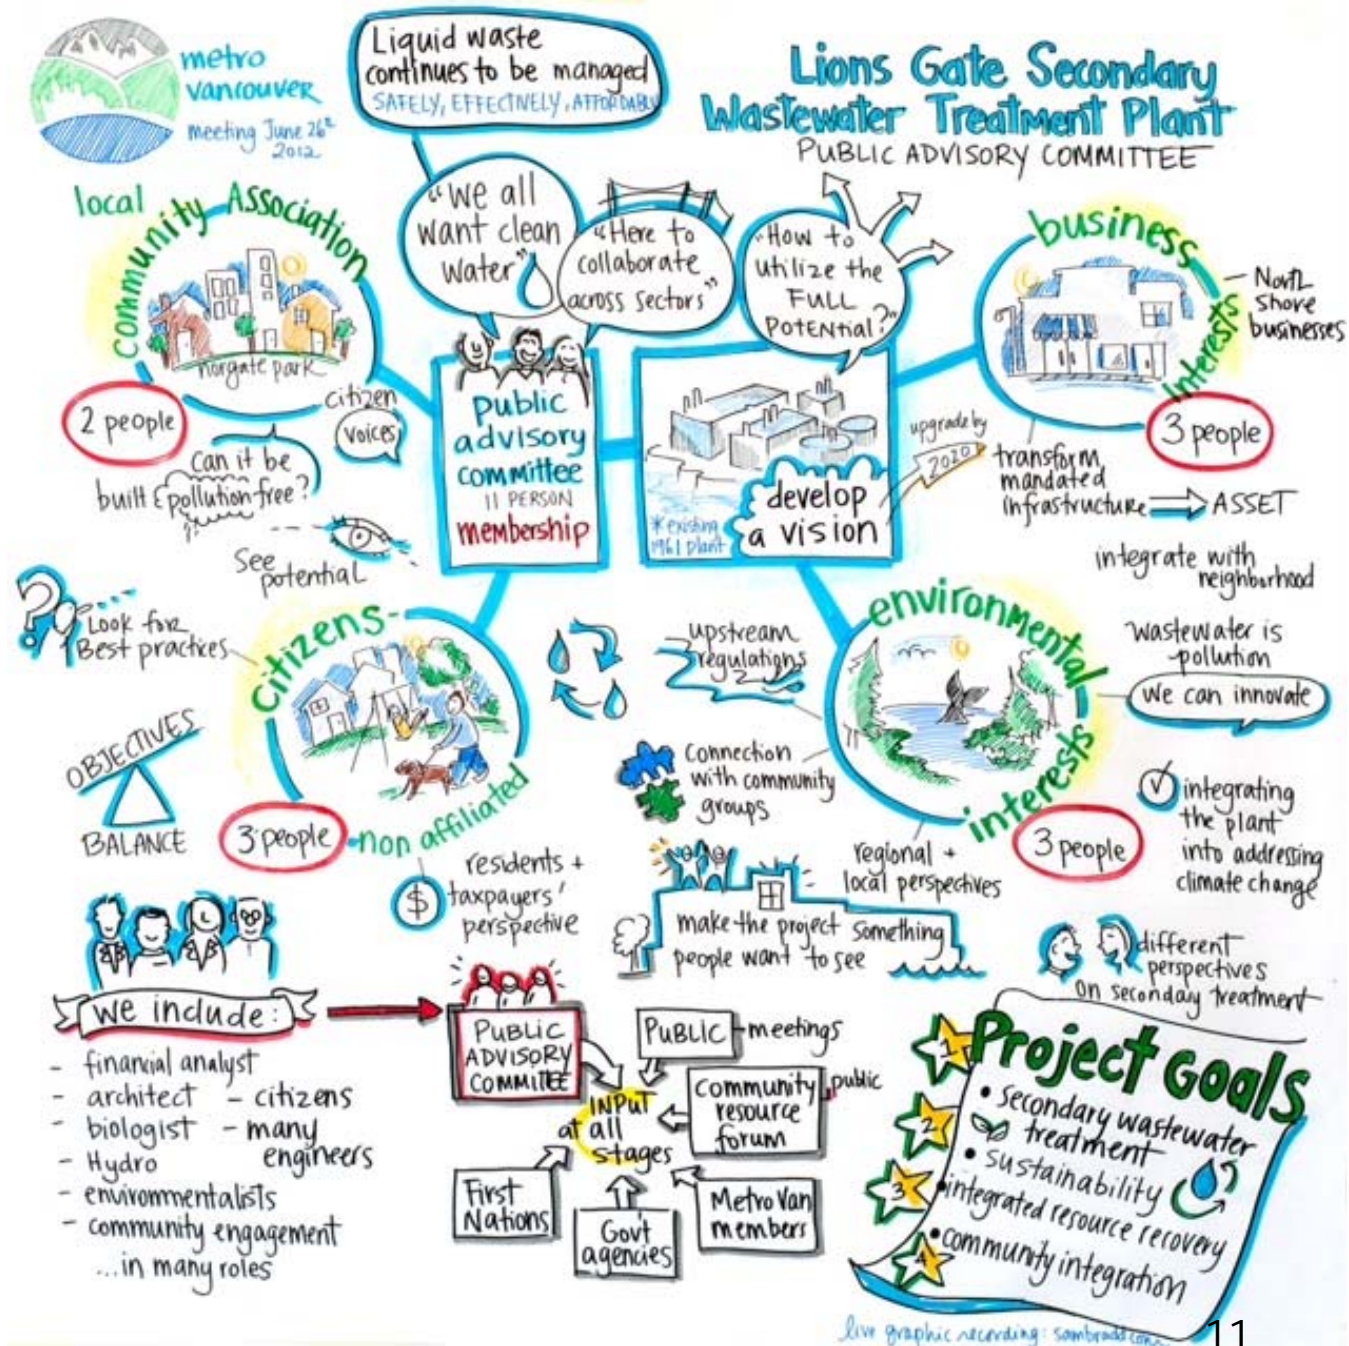 metro
vancouver
meeting June 26th
2012
Liquid waste
continues to be managed
SAFELY, EFFECTIVELY, AFFORDABLY
Lions Gate Secondary
Wastewater Treatment Plant
PUBLIC ADVISORY COMMITTEE
local
Community Association
norgate park
2 people
citizen
voices
Can it be
built & pollution-free?
??
See
potential
"We all
want clean
water"
"Here to
collaborate
across sectors"
"How to
utilize the
FULL
POTENTIAL?"
business
Interests
North
shore
businesses
3 people
public
advisory
committee
11 PERSON
membership
develop
a vision
* existing
1961 plant
upgrade by
2020
transform
mandated
infrastructure
ASSET
integrate with
neighborhood
Look for
Best practices
citizens-
non affiliated
3 people
OBJECTIVES
BALANCE
$
residents +
taxpayers'
perspective
upstream
regulations
environmental
interests
3 people
wastewater is
pollution
We can innovate
Connection
with community
groups
integrating
the plant
into addressing
climate change
regional +
local perspectives
make the project something
people want to see
different
perspectives
on secondary treatment
we include:
- financial analyst
- architect
- biologist
- Hydro
- environmentalists
- community engagement
...in many roles
- citizens
- many
engineers
PUBLIC
ADVISORY
COMMITTEE
PUBLIC
meetings
Community
resource
forum
public
INPUT
at all
stages
First
Nations
Gov't
agencies
Metro Van
members
Project Goals
1
• secondary wastewater
treatment
2
• sustainability
3
• integrated resource recovery
4
• community integration
live graphic recording: sambradd.com
11